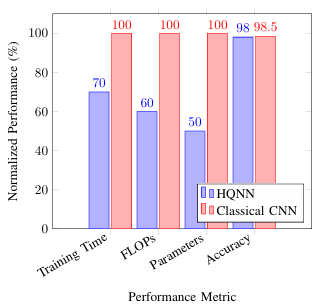 Normalized Performance (%)
100
80
60
40
20
0
70
100
60
100
50
100
98
98.5
HQNN
Classical CNN
Training Time
FLOPs
Parameters
Accuracy
Performance Metric